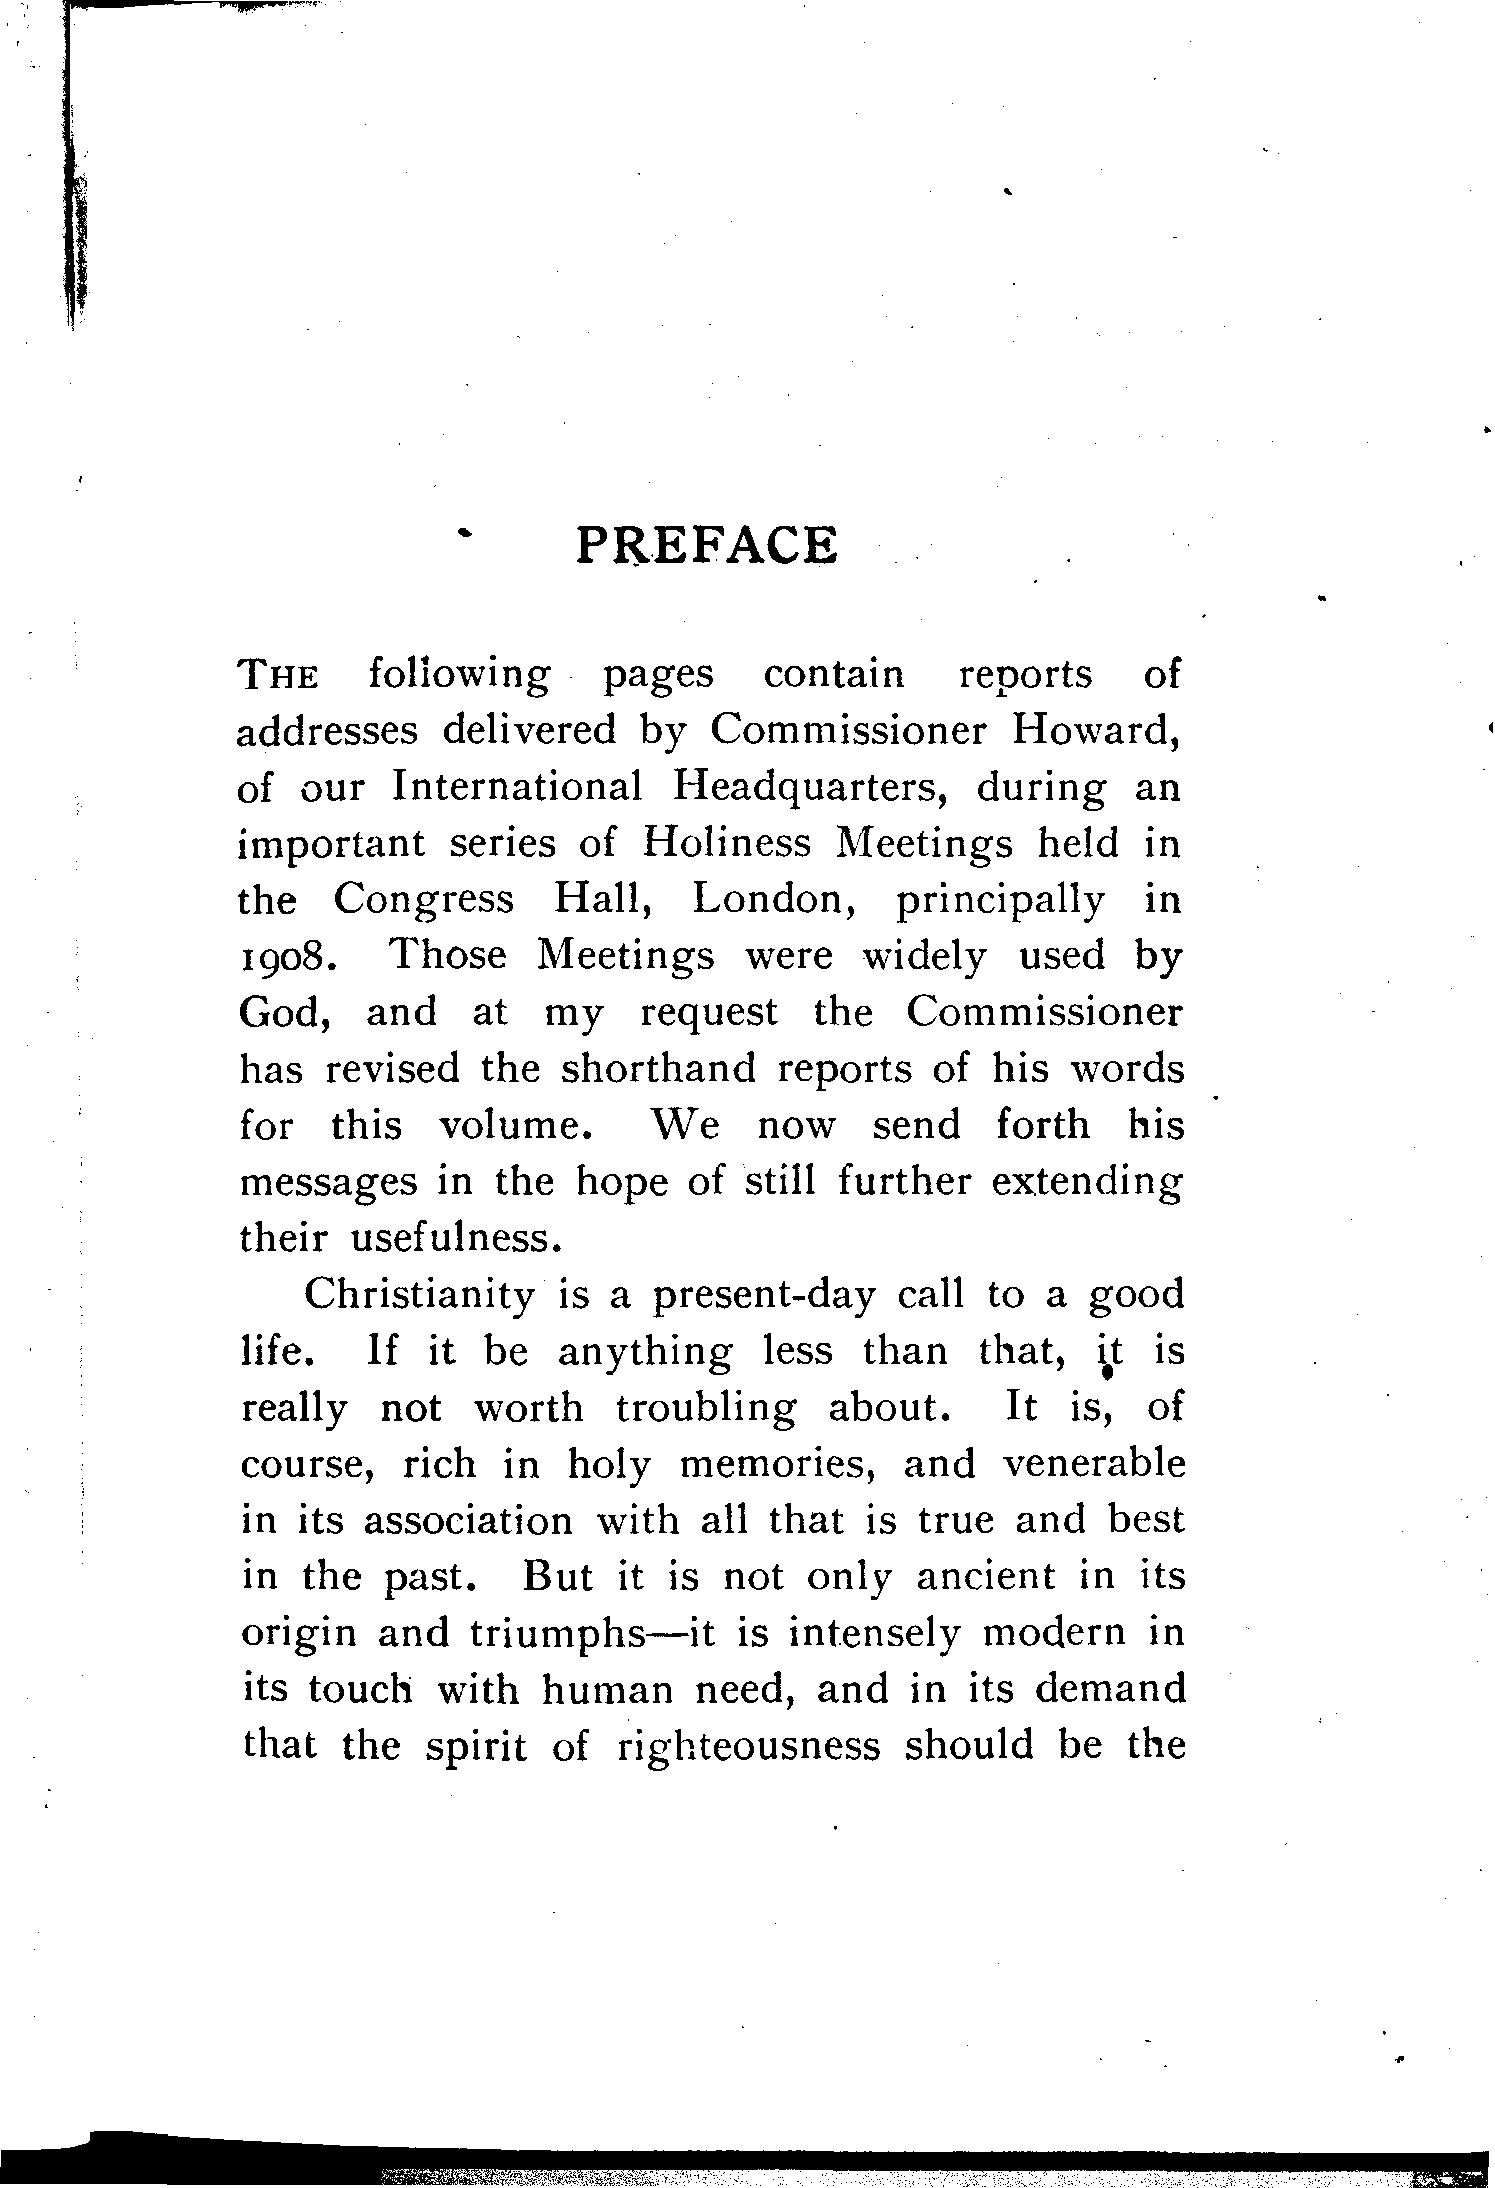 PREFACE
THE following pages contain reports of
addresses delivered by Commissioner Howard,
of our International Headquarters, during an
important series of Holiness Meetings held in
the Congress Hall, London, principally in
1908. Those Meetings were widely used by
God, and at my request the Commissioner
has revised the shorthand reports of his words
for this volume. We now send forth his
messages in the hope of still further extending
their usefulness.
Christianity is a present-day call to a good
life. If it be anything less than that, it is
really not worth troubling about. It is, of
course, rich in holy memories, and venerable
in its association with all that is true and best
in the past. But it is not only ancient in its
origin and triumphs—it is intensely modern in
its touch with human need, and in its demand
that the spirit of righteousness should be the